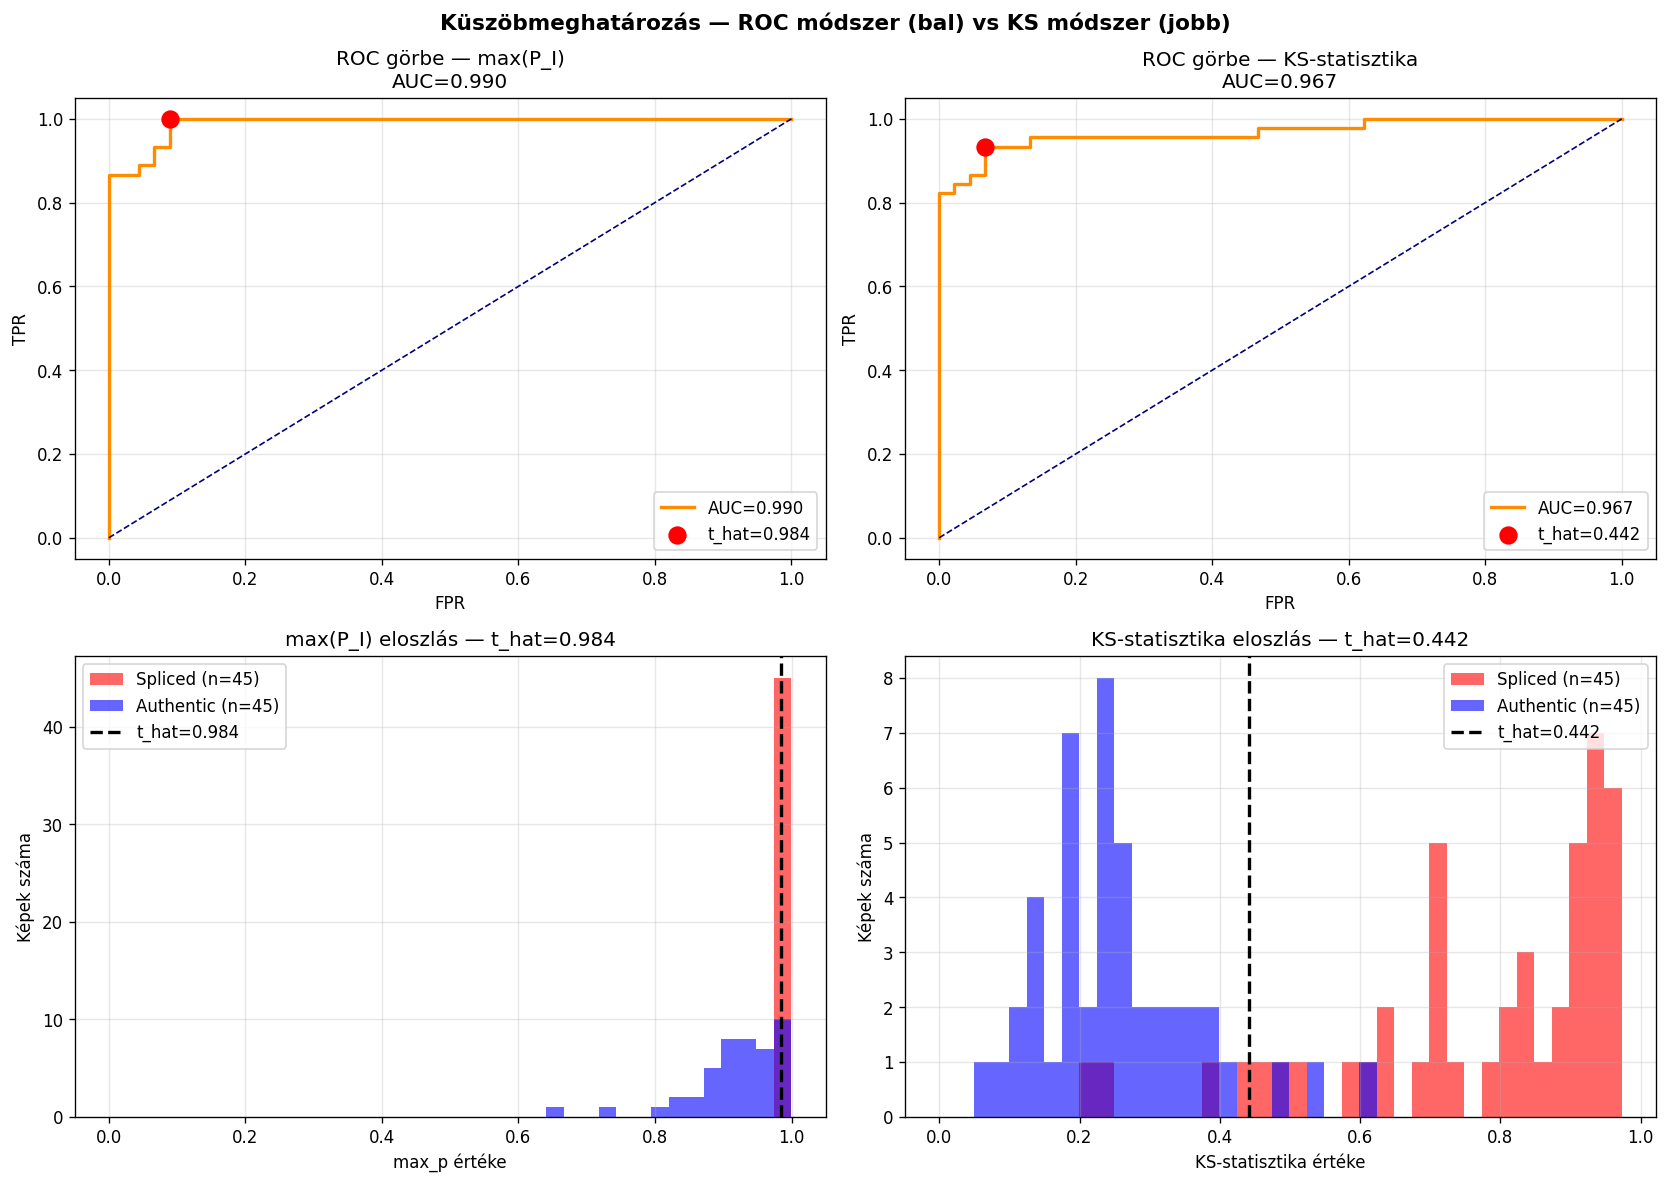 Küszöbmeghatározás — ROC módszer (bal) vs KS módszer (jobb)
ROC görbe — max(P_I)
AUC=0.990
1.0
0.8
0.6
0.4
0.2
0.0
TPR
0.0 0.2 0.4 0.6 0.8 1.0
FPR
AUC=0.990
t_hat=0.984
ROC görbe — KS-statisztika
AUC=0.967
1.0
0.8
0.6
0.4
0.2
0.0
TPR
0.0 0.2 0.4 0.6 0.8 1.0
FPR
AUC=0.967
t_hat=0.442
max(P_I) eloszlás — t_hat=0.984
Spliced (n=45)
Authentic (n=45)
t_hat=0.984
40
30
20
10
0
Képek száma
0.0 0.2 0.4 0.6 0.8 1.0
max_p értéke
KS-statisztika eloszlás — t_hat=0.442
Spliced (n=45)
Authentic (n=45)
t_hat=0.442
8
7
6
5
4
3
2
1
0
Képek száma
0.0 0.2 0.4 0.6 0.8 1.0
KS-statisztika értéke